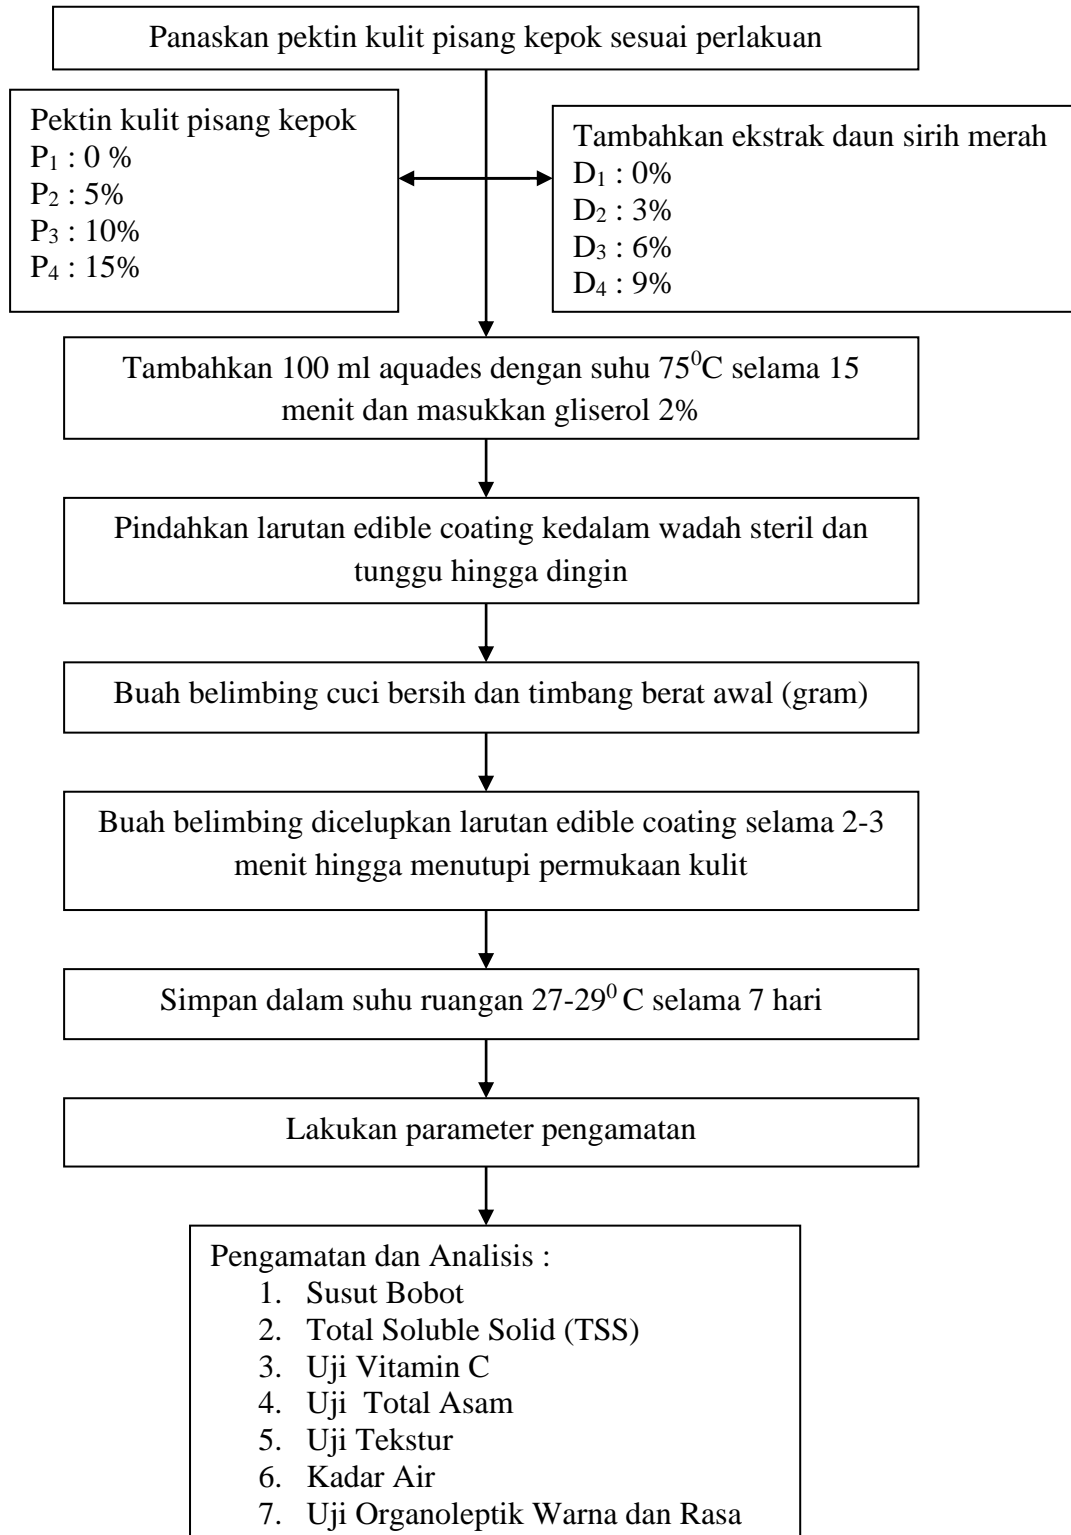 Panaskan pektin kulit pisang kepok sesuai perlakuan
Pektin kulit pisang kepok
P₁ : 0 %
P₂ : 5%
P₃ : 10%
P₄ : 15%
Tambahkan ekstrak daun sirih merah
D₁ : 0%
D₂ : 3%
D₃ : 6%
D₄ : 9%
Tambahkan 100 ml aquades dengan suhu 75⁰C selama 15
menit dan masukkan gliserol 2%
Pindahkan larutan edible coating kedalam wadah steril dan
tunggu hingga dingin
Buah belimbing cuci bersih dan timbang berat awal (gram)
Buah belimbing dicelupkan larutan edible coating selama 2-3
menit hingga menutupi permukaan kulit
Simpan dalam suhu ruangan 27-29⁰ C selama 7 hari
Lakukan parameter pengamatan
Pengamatan dan Analisis :
1. Susut Bobot
2. Total Soluble Solid (TSS)
3. Uji Vitamin C
4. Uji  Total Asam
5. Uji Tekstur
6. Kadar Air
7. Uji Organoleptik Warna dan Rasa